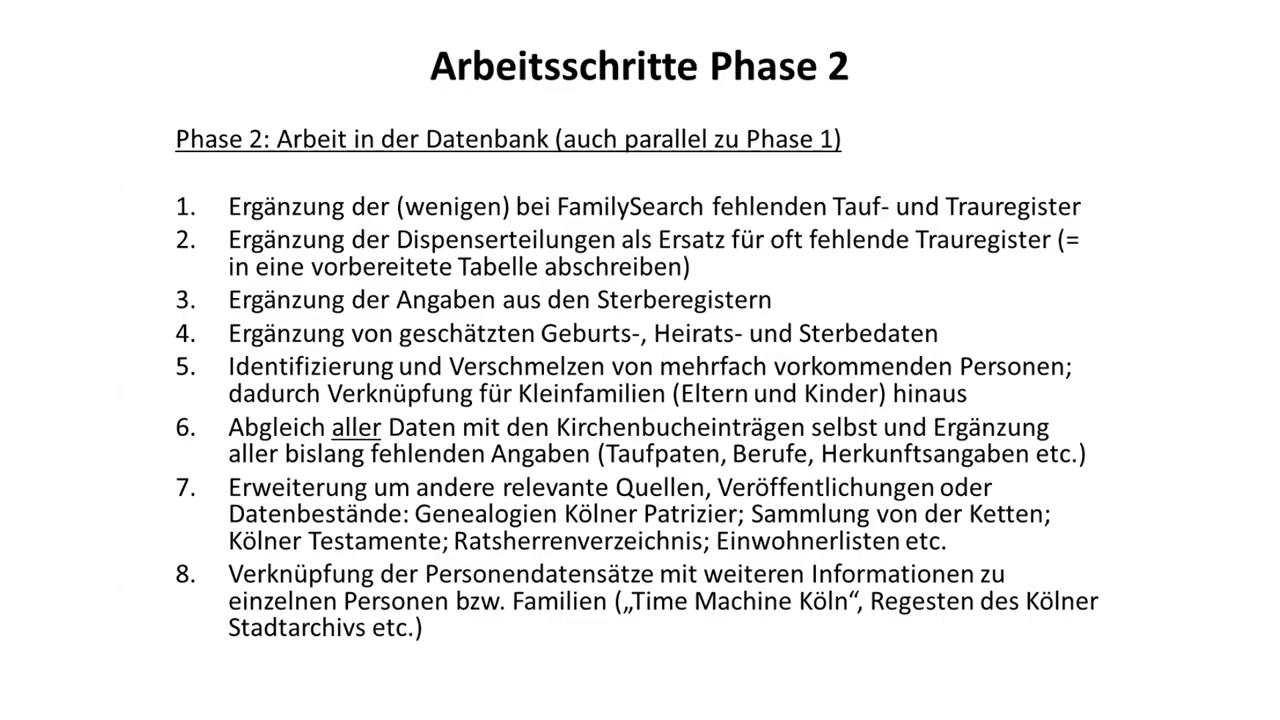 Arbeitsschritte Phase 2
Phase 2: Arbeit in der Datenbank (auch parallel zu Phase 1)
1. Ergänzung der (wenigen) bei FamilySearch fehlenden Tauf- und Trauregister
2. Ergänzung der Dispenserteilungen als Ersatz für oft fehlende Trauregister (=
in eine vorbereitete Tabelle abschreiben)
3. Ergänzung der Angaben aus den Sterberegistern
4. Ergänzung von geschätzten Geburts-, Heirats- und Sterbedaten
5. Identifizierung und Verschmelzen von mehrfach vorkommenden Personen;
dadurch Verknüpfung für Kleinfamilien (Eltern und Kinder) hinaus
6. Abgleich aller Daten mit den Kirchenbucheinträgen selbst und Ergänzung
aller bislang fehlenden Angaben (Taufpaten, Berufe, Herkunftsangaben etc.)
7. Erweiterung um andere relevante Quellen, Veröffentlichungen oder
Datenbestände: Genealogien Kölner Patrizier; Sammlung von der Ketten;
Kölner Testamente; Ratsherrenverzeichnis; Einwohnerlisten etc.
8. Verknüpfung der Personendatensätze mit weiteren Informationen zu
einzelnen Personen bzw. Familien („Time Machine Köln“, Regesten des Kölner
Stadtarchivs etc.)